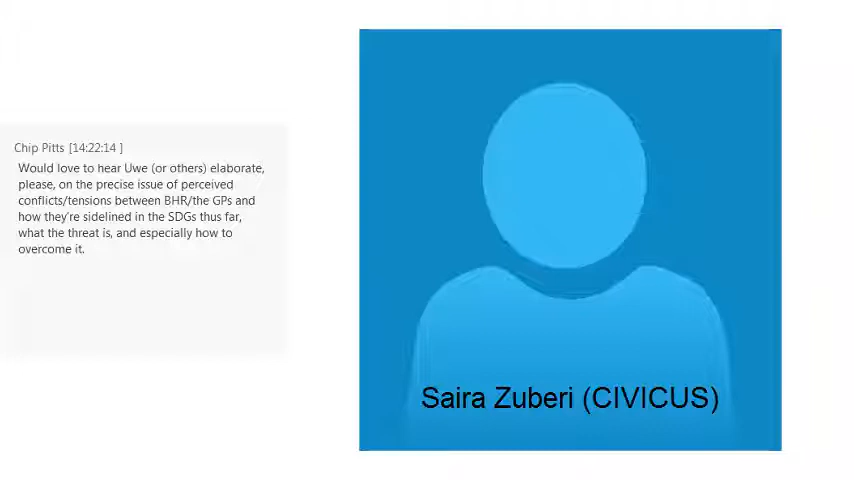 Chip Pitts [14:22:14 ]
Would love to hear Uwe (or others) elaborate,
please, on the precise issue of perceived
conflicts/tensions between BHR/the GPs and
how they're sidelined in the SDGs thus far,
what the threat is, and especially how to
overcome it.
Saira Zuberi (CIVICUS)